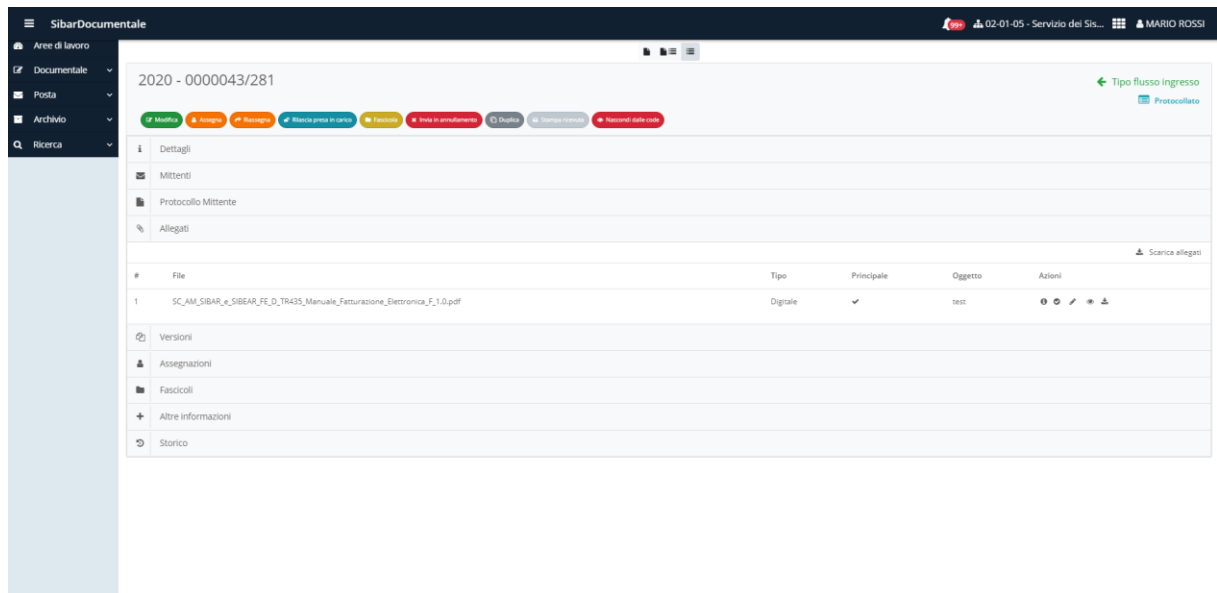 SibarDocumentale
99+ 02-01-05 - Servizio dei Sis... MARIO ROSSI
Aree di lavoro
Documentale
Posta
Archivio
Ricerca
2020 - 0000043/281
Tipo flusso ingresso
Protocollato
Modifica Assegna Riassegna Rilascia presa in carico Fascicola Invia in annullamento Duplica Stampa ricevuta Nascondi dalle code
Dettagli
Mittenti
Protocollo Mittente
Allegati
Scarica allegati
# File Tipo Principale Oggetto Azioni
1 SC_AM_SIBAR_e_SIBEAR_FE_D_TR435_Manuale_Fatturazione_Elettronica_F_1.0.pdf Digitale test
Versioni
Assegnazioni
Fascicoli
Altre informazioni
Storico